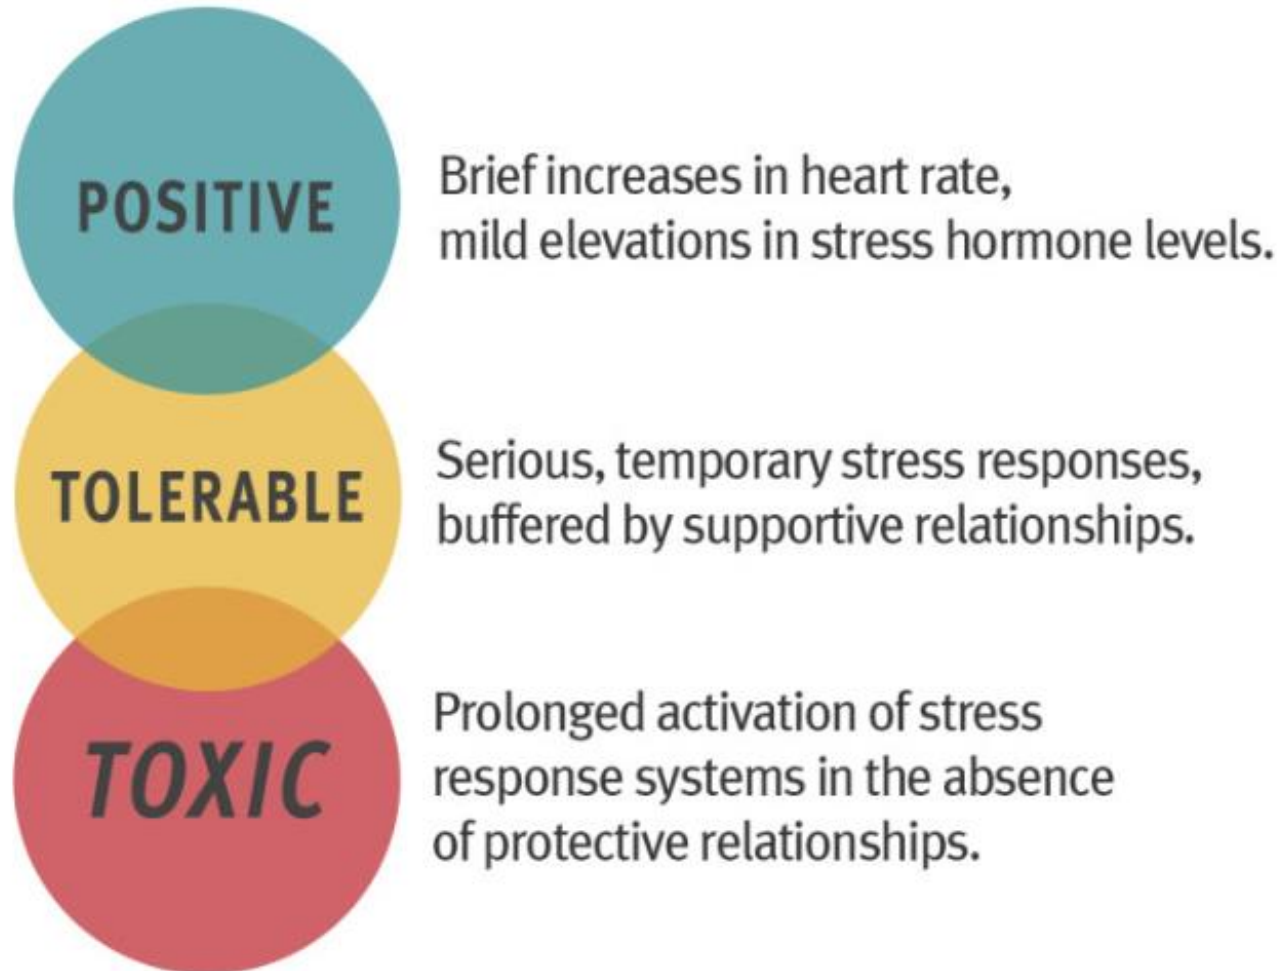 POSITIVE
Brief increases in heart rate,
mild elevations in stress hormone levels.
TOLERABLE
Serious, temporary stress responses,
buffered by supportive relationships.
TOXIC
Prolonged activation of stress
response systems in the absence
of protective relationships.